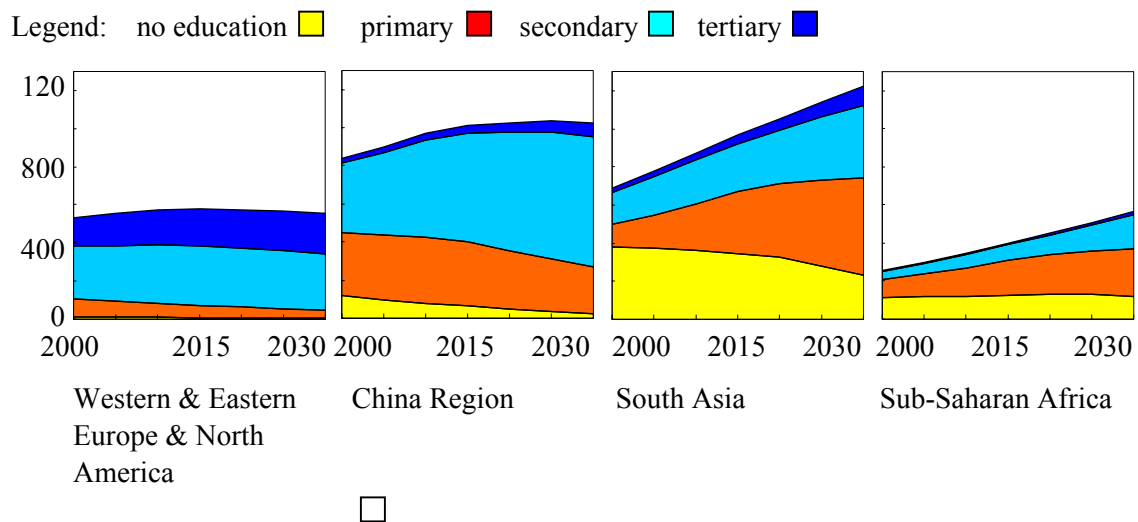 Legend: no education primary secondary tertiary
120
800
400
0
2000 2015 2030 2000 2015 2030 2000 2015 2030 2000 2015 2030
Western & Eastern
Europe & North
America
China Region
South Asia
Sub-Saharan Africa